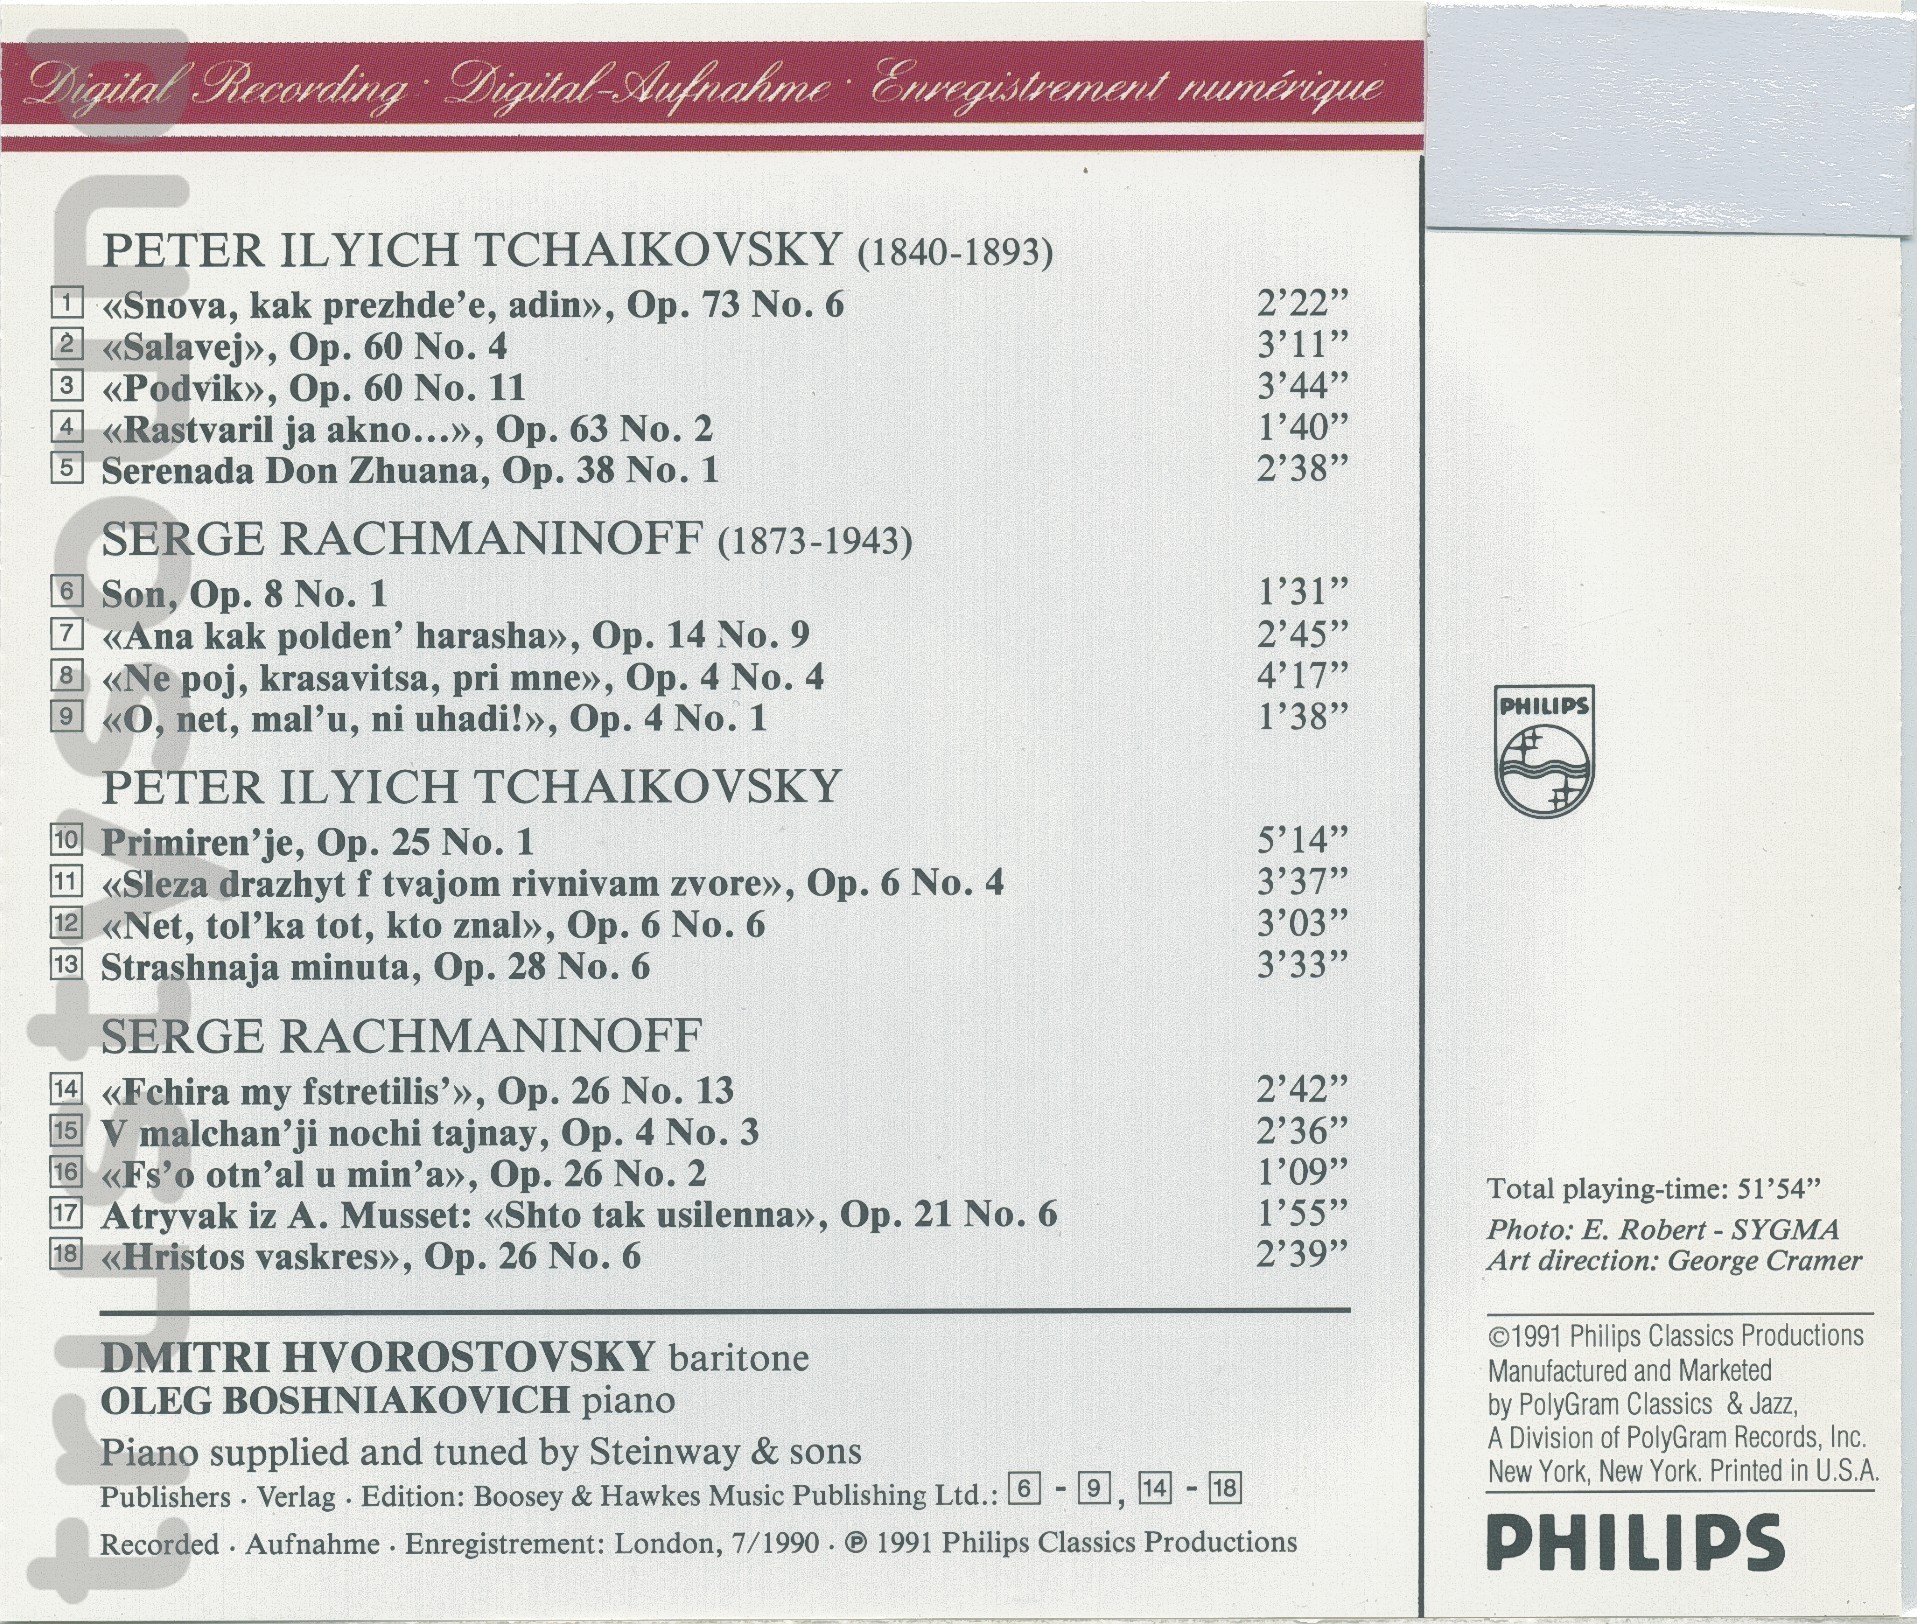 Digital Recording · Digital-Aufnahme · Enregistrement numérique
PETER ILYICH TCHAIKOVSKY (1840-1893)
1 «Snova, kak prezhde’e, adin», Op. 73 No. 6 2’22”
2 «Salavej», Op. 60 No. 4 3’11”
3 «Podvik», Op. 60 No. 11 3’44”
4 «Rastvaril ja akno...», Op. 63 No. 2 1’40”
5 Serenada Don Zhuana, Op. 38 No. 1 2’38”
SERGE RACHMANINOFF (1873-1943)
6 Son, Op. 8 No. 1 1’31”
7 «Ana kak polden’ harasha», Op. 14 No. 9 2’45”
8 «Ne poj, krasavitsa, pri mne», Op. 4 No. 4 4’17”
9 «O, net, mal’u, ni uhadi!», Op. 4 No. 1 1’38”
PETER ILYICH TCHAIKOVSKY
10 Primiren’je, Op. 25 No. 1 5’14”
11 «Sleza drazhyt f tvajom rivnivam zvore», Op. 6 No. 4 3’37”
12 «Net, tol’ka tot, kto znal», Op. 6 No. 6 3’03”
13 Strashnaja minuta, Op. 28 No. 6 3’33”
SERGE RACHMANINOFF
14 «Fchira my fstretilis’», Op. 26 No. 13 2’42”
15 V malchan’ji nochi tajnay, Op. 4 No. 3 2’36”
16 «Fs’o otn’al u min’a», Op. 26 No. 2 1’09”
17 Atryvak iz A. Musset: «Shto tak usilenna», Op. 21 No. 6 1’55”
18 «Hristos vaskres», Op. 26 No. 6 2’39”
DMITRI HVOROSTOVSKY baritone
OLEG BOSHNIAKOVICH piano
Piano supplied and tuned by Steinway & sons
Publishers · Verlag · Edition: Boosey & Hawkes Music Publishing Ltd.: 6 - 9, 14 - 18
Recorded · Aufnahme · Enregistrement: London, 7/1990 · ℗ 1991 Philips Classics Productions
PHILIPS
Total playing-time: 51’54”
Photo: E. Robert - SYGMA
Art direction: George Cramer
©1991 Philips Classics Productions
Manufactured and Marketed
by PolyGram Classics & Jazz,
A Division of PolyGram Records, Inc.
New York, New York. Printed in U.S.A.
PHILIPS
trustysound